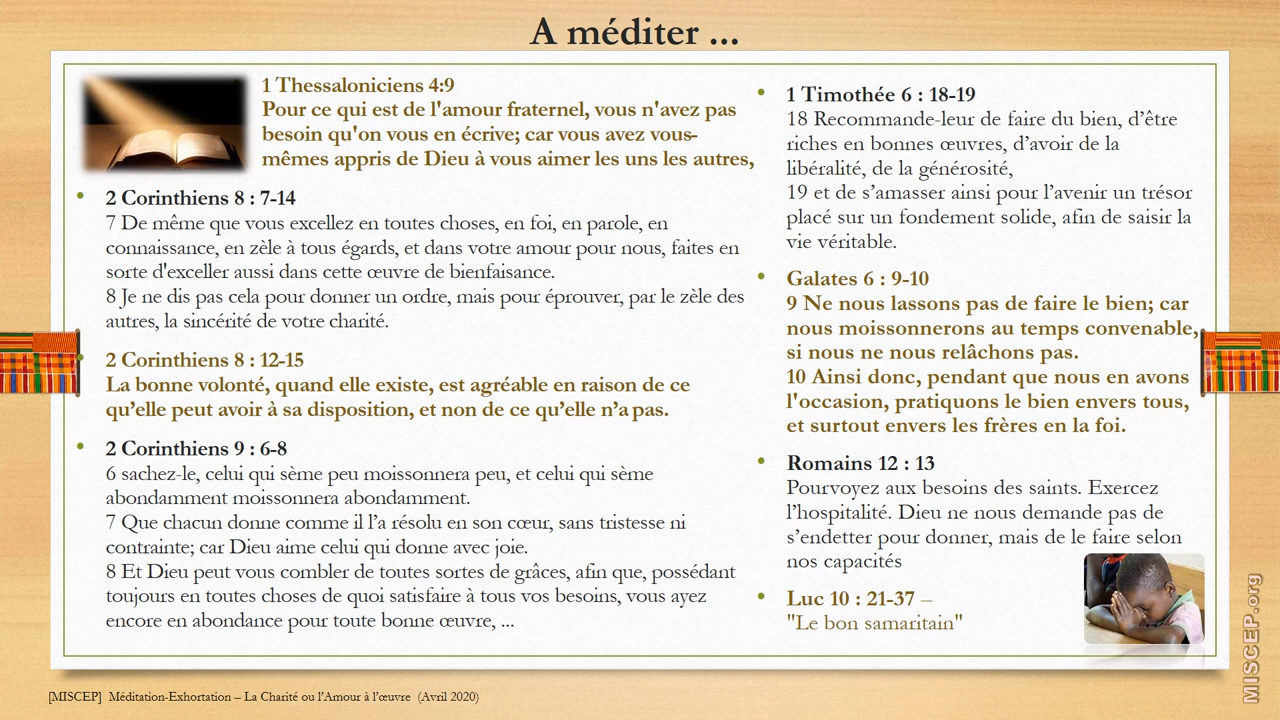 A méditer ...
1 Thessaloniciens 4:9
Pour ce qui est de l'amour fraternel, vous n'avez pas
besoin qu'on vous en écrive; car vous avez vous-
mêmes appris de Dieu à vous aimer les uns les autres,
2 Corinthiens 8 : 7-14
7 De même que vous excellez en toutes choses, en foi, en parole, en
connaissance, en zèle à tous égards, et dans votre amour pour nous, faites en
sorte d'exceller aussi dans cette œuvre de bienfaisance.
8 Je ne dis pas cela pour donner un ordre, mais pour éprouver, par le zèle des
autres, la sincérité de votre charité.
2 Corinthiens 8 : 12-15
La bonne volonté, quand elle existe, est agréable en raison de ce
qu’elle peut avoir à sa disposition, et non de ce qu’elle n’a pas.
2 Corinthiens 9 : 6-8
6 sachez-le, celui qui sème peu moissonnera peu, et celui qui sème
abondamment moissonnera abondamment.
7 Que chacun donne comme il l’a résolu en son cœur, sans tristesse ni
contrainte; car Dieu aime celui qui donne avec joie.
8 Et Dieu peut vous combler de toutes sortes de grâces, afin que, possédant
toujours en toutes choses de quoi satisfaire à tous vos besoins, vous ayez
encore en abondance pour toute bonne œuvre, ...
1 Timothée 6 : 18-19
18 Recommande-leur de faire du bien, d’être
riches en bonnes œuvres, d’avoir de la
libéralité, de la générosité,
19 et de s’amasser ainsi pour l’avenir un trésor
placé sur un fondement solide, afin de saisir la
vie véritable.
Galates 6 : 9-10
9 Ne nous lassons pas de faire le bien; car
nous moissonnerons au temps convenable,
si nous ne nous relâchons pas.
10 Ainsi donc, pendant que nous en avons
l'occasion, pratiquons le bien envers tous,
et surtout envers les frères en la foi.
Romains 12 : 13
Pourvoyez aux besoins des saints. Exercez
l’hospitalité. Dieu ne nous demande pas de
s’endetter pour donner, mais de le faire selon
nos capacités
Luc 10 : 21-37 –
"Le bon samaritain"
MISCEP.org
[MISCEP] Méditation-Exhortation – La Charité ou l’Amour à l’œuvre (Avril 2020)